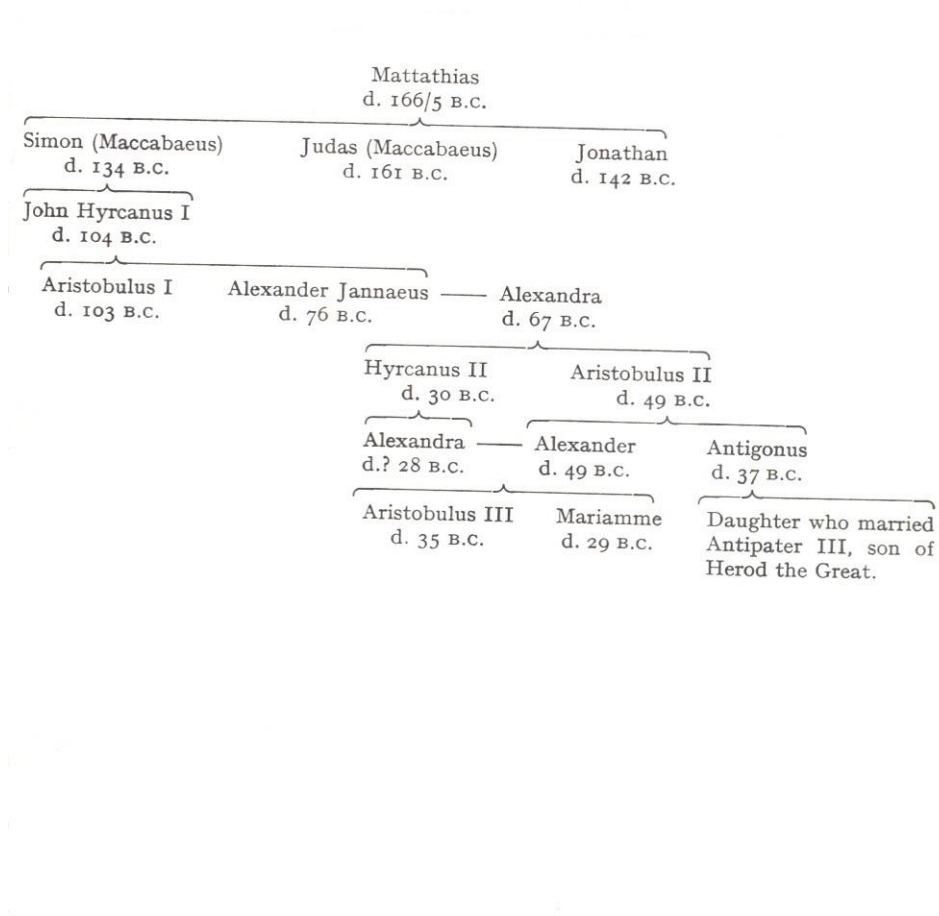 Mattathias
d. 166/5 B.C.
Simon (Maccabaeus)
d. 134 B.C.
Judas (Maccabaeus)
d. 161 B.C.
Jonathan
d. 142 B.C.
John Hyrcanus I
d. 104 B.C.
Aristobulus I
d. 103 B.C.
Alexander Jannaeus
d. 76 B.C.
Alexandra
d. 67 B.C.
Hyrcanus II
d. 30 B.C.
Aristobulus II
d. 49 B.C.
Alexandra
d.? 28 B.C.
Alexander
d. 49 B.C.
Antigonus
d. 37 B.C.
Aristobulus III
d. 35 B.C.
Mariamme
d. 29 B.C.
Daughter who married
Antipater III, son of
Herod the Great.